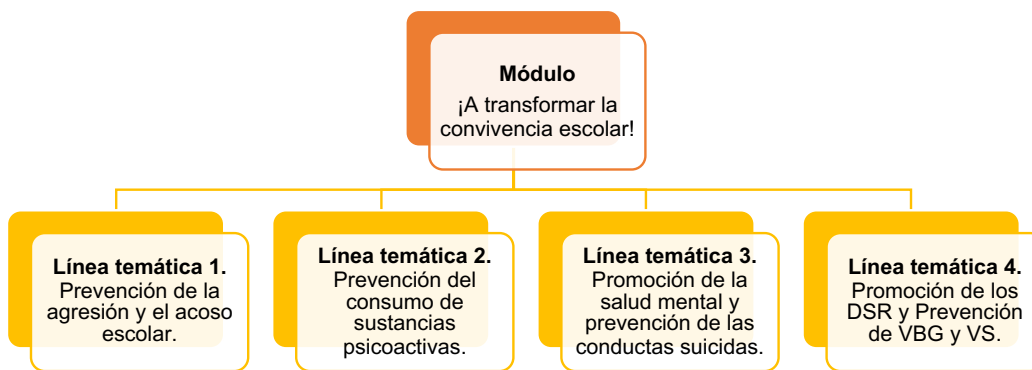 Módulo
¡A transformar la
convivencia escolar!
Línea temática 1.
Prevención de la
agresión y el acoso
escolar.
Línea temática 2.
Prevención del
consumo de
sustancias
psicoactivas.
Línea temática 3.
Promoción de la
salud mental y
prevención de las
conductas suicidas.
Línea temática 4.
Promoción de los
DSR y Prevención
de VBG y VS.